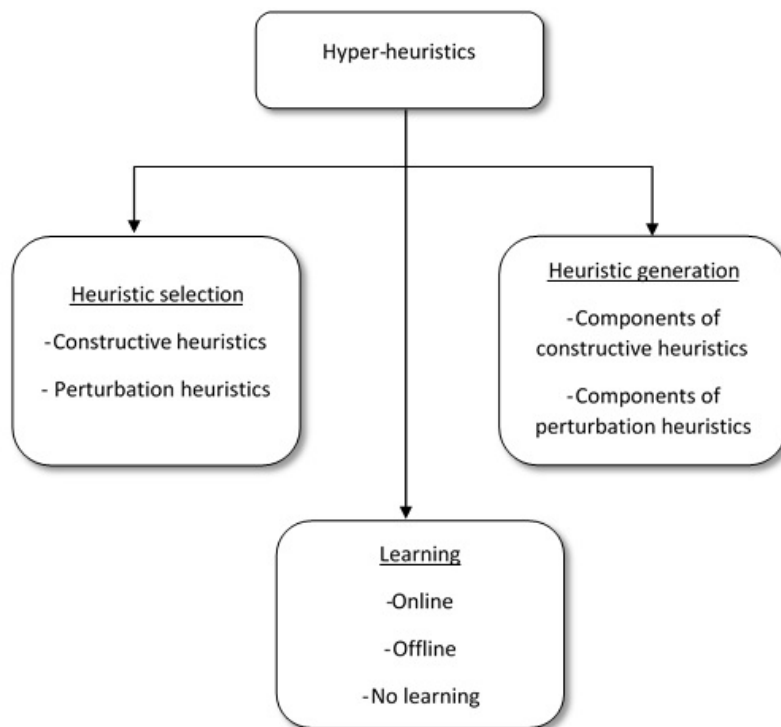 Hyper-heuristics
Heuristic selection
-Constructive heuristics
- Perturbation heuristics
Heuristic generation
-Components of
constructive heuristics
-Components of
perturbation heuristics
Learning
-Online
-Offline
-No learning